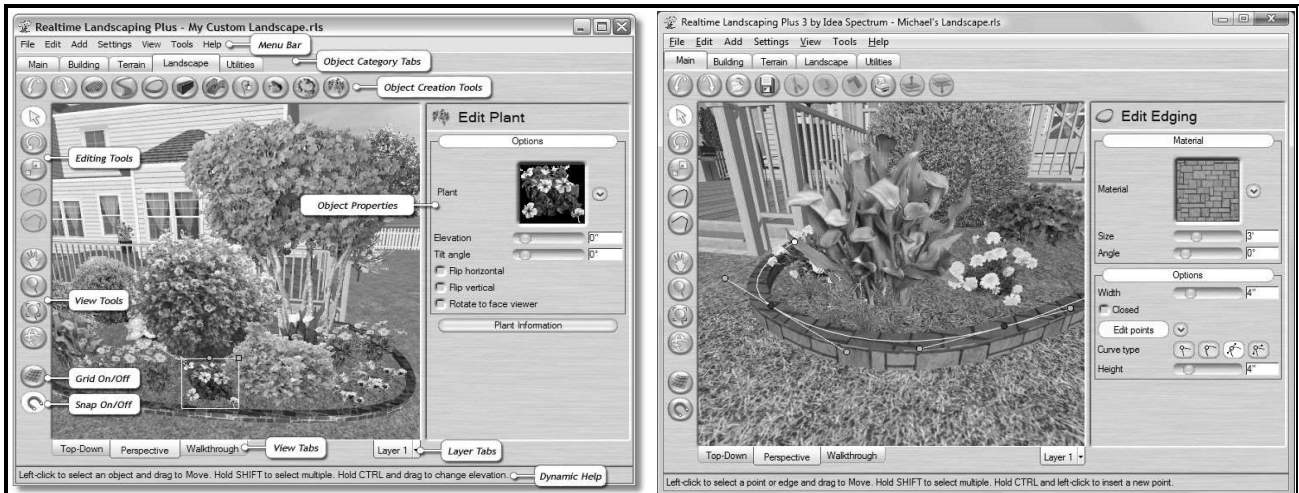 Realtime Landscaping Plus - My Custom Landscape.rls
File Edit Add Settings View Tools Help
Menu Bar
Main Building Terrain Landscape Utilities
Object Category Tabs
Object Creation Tools
Editing Tools
View Tools
Grid On/Off
Snap On/Off
Object Properties
Edit Plant
Options
Plant
Elevation 0"
Tilt angle 0°
Flip horizontal
Flip vertical
Rotate to face viewer
Plant Information
Top-Down Perspective Walkthrough
View Tabs
Layer 1
Layer Tabs
Left-click to select an object and drag to Move. Hold SHIFT to select multiple. Hold CTRL and drag to change elevation.
Dynamic Help
Realtime Landscaping Plus 3 by Idea Spectrum - Michael's Landscape.rls
File Edit Add Settings View Tools Help
Main Building Terrain Landscape Utilities
Edit Edging
Material
Material
Size 3'
Angle 0°
Options
Width 4"
Closed
Edit points
Curve type
Height 4"
Top-Down Perspective Walkthrough
Layer 1
Left-click to select a point or edge and drag to Move. Hold SHIFT to select multiple. Hold CTRL and left-click to insert a new point.